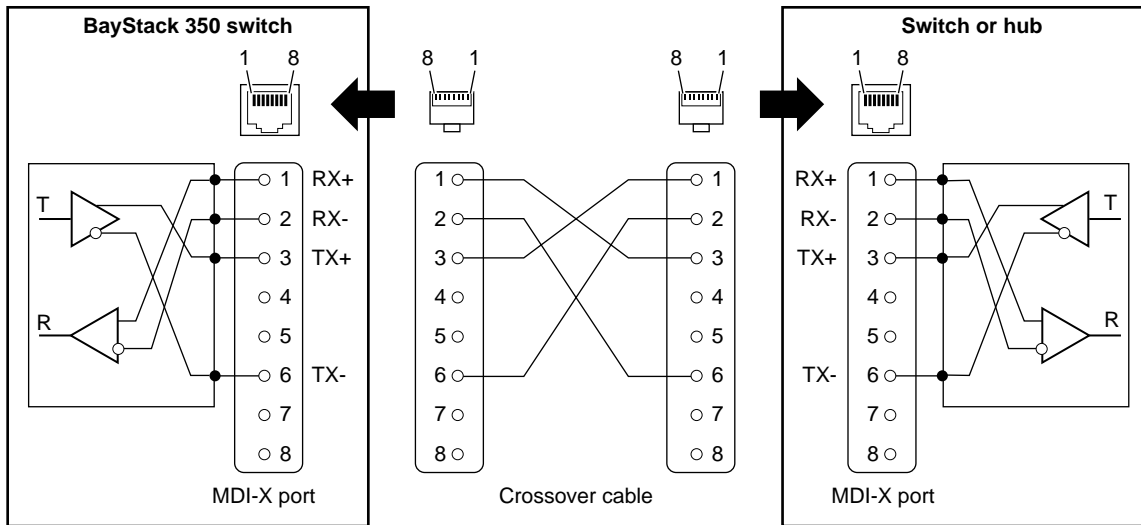 BayStack 350 switch
Switch or hub
1 8
8 1
8 1
1 8
T
R
1 RX+
2 RX-
3 TX+
4
5
6 TX-
7
8
MDI-X port
1 1
2 2
3 3
4 4
5 5
6 6
7 7
8 8
Crossover cable
RX+ 1
RX- 2
TX+ 3
4
5
TX- 6
7
8
T
R
MDI-X port